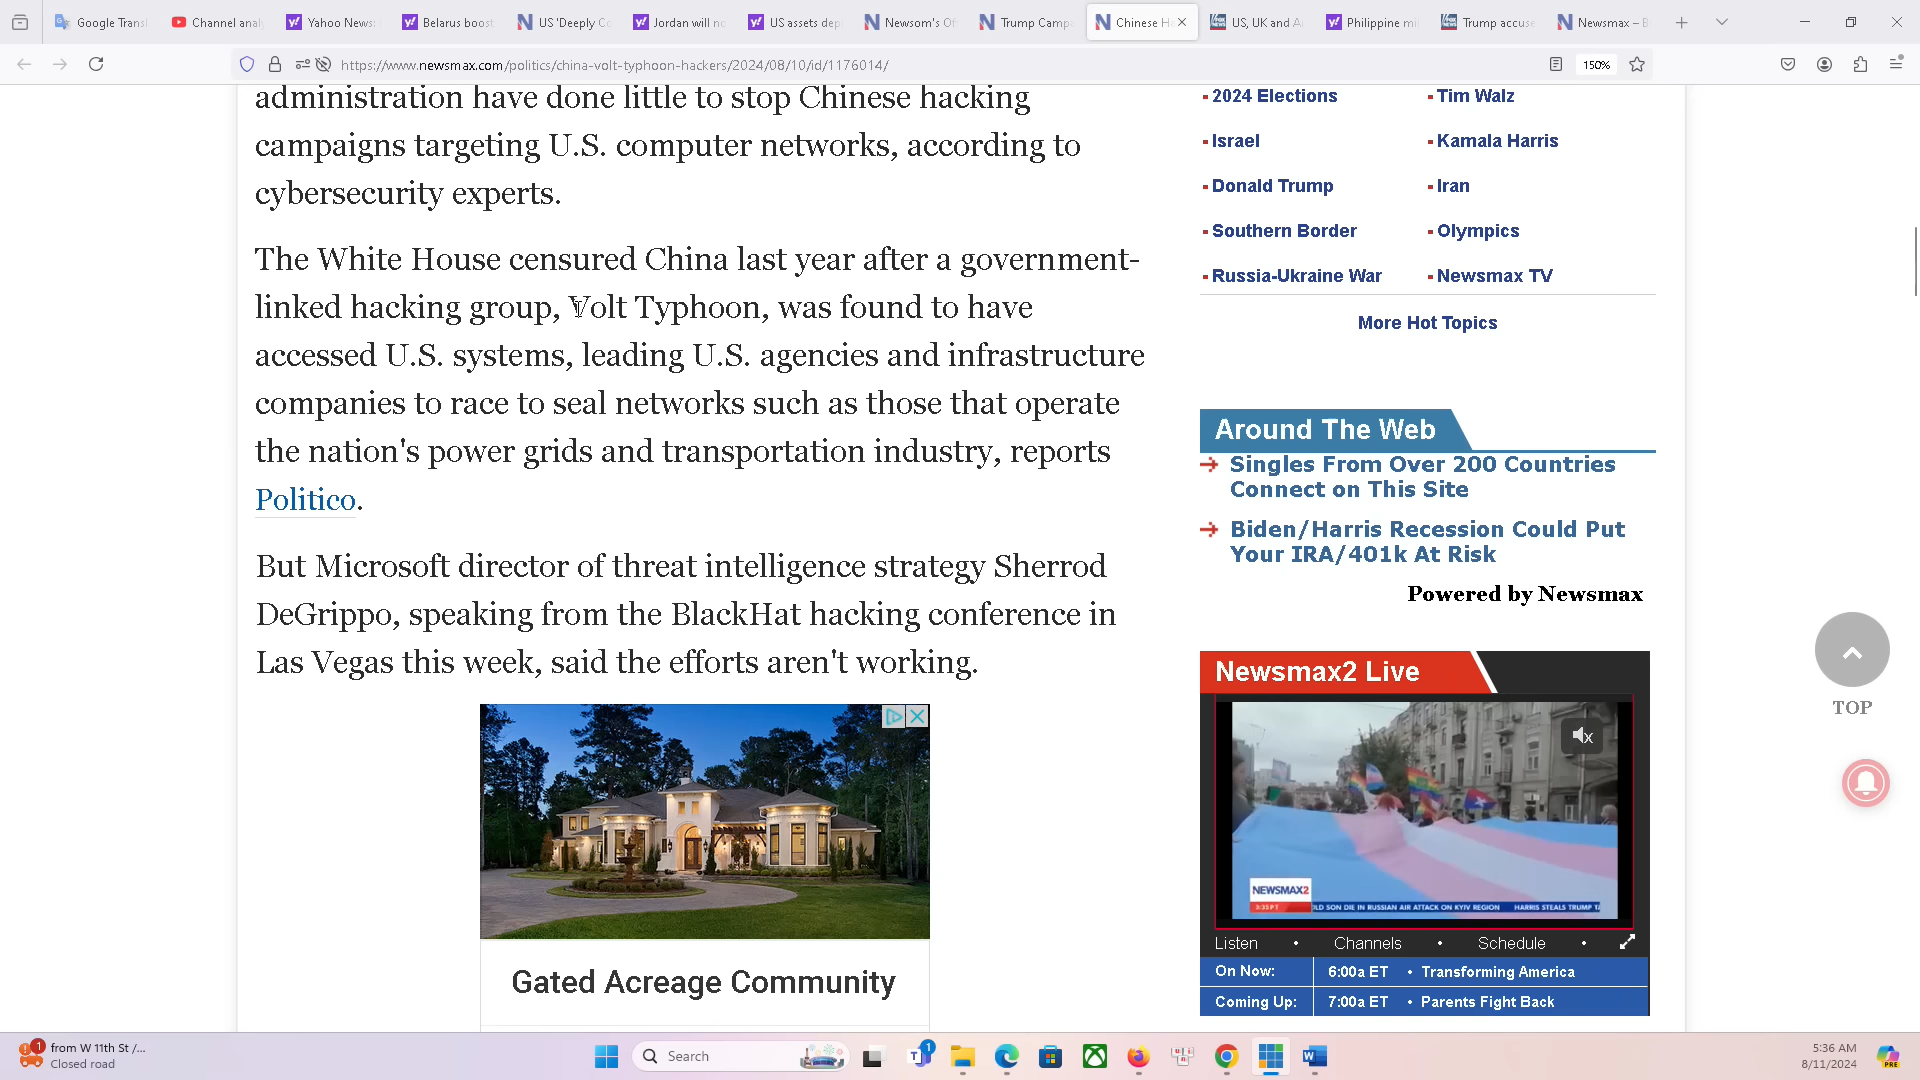 Google Transl
Channel analy
Yahoo News:
Belarus boost
US 'Deeply Co
Jordan will no
US assets dep
Newsom's Of
Trump Camp
Chinese Ha
US, UK and A
Philippine mi
Trump accuse
Newsmax – B
https://www.newsmax.com/politics/china-volt-typhoon-hackers/2024/08/10/id/1176014/
150%
administration have done little to stop Chinese hacking
campaigns targeting U.S. computer networks, according to
cybersecurity experts.
The White House censured China last year after a government-
linked hacking group, Volt Typhoon, was found to have
accessed U.S. systems, leading U.S. agencies and infrastructure
companies to race to seal networks such as those that operate
the nation's power grids and transportation industry, reports
Politico.
But Microsoft director of threat intelligence strategy Sherrod
DeGrippo, speaking from the BlackHat hacking conference in
Las Vegas this week, said the efforts aren't working.
Gated Acreage Community
2024 Elections
Tim Walz
Israel
Kamala Harris
Donald Trump
Iran
Southern Border
Olympics
Russia-Ukraine War
Newsmax TV
More Hot Topics
Around The Web
Singles From Over 200 Countries
Connect on This Site
Biden/Harris Recession Could Put
Your IRA/401k At Risk
Powered by Newsmax
Newsmax2 Live
NEWSMAX2
3:35 PT
OLD SON DIE IN RUSSIAN AIR ATTACK ON KYIV REGION HARRIS STEALS TRUMP
Listen • Channels • Schedule •
On Now: 6:00a ET • Transforming America
Coming Up: 7:00a ET • Parents Fight Back
TOP
1
from W 11th St /...
Closed road
Search
1
5:36 AM
8/11/2024
PRE